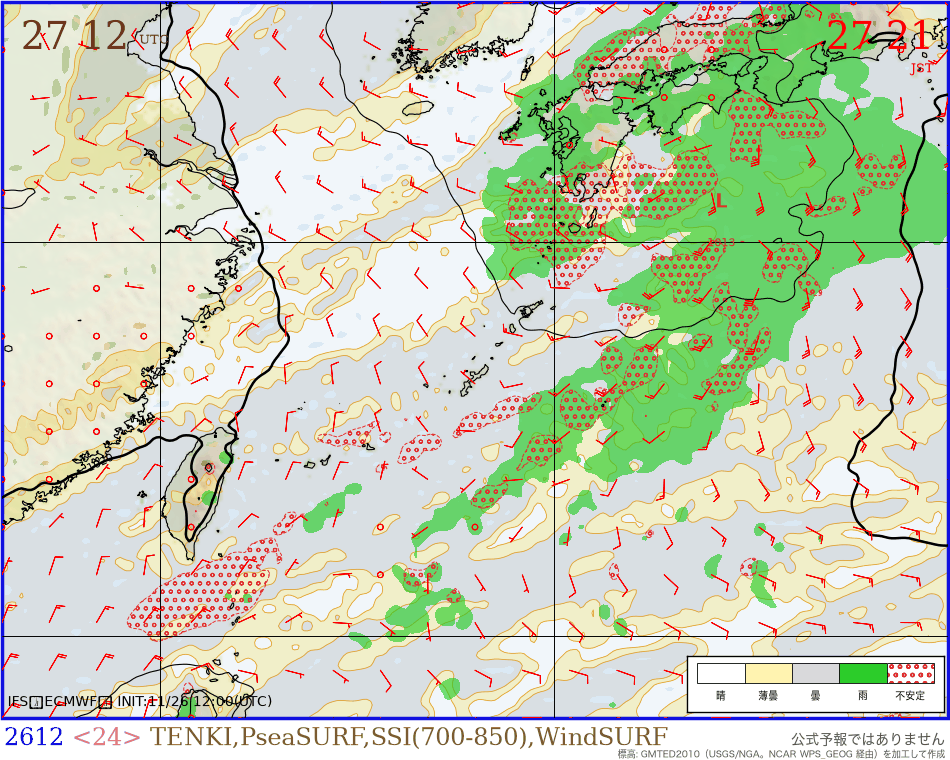 27 12 UTC
27 21 JST
L
1013
IES ECMWF INIT:11/26 12:00(UTC)
晴 薄曇 曇 雨 不安定
2612 <24> TENKI,PseaSURF,SSI(700-850),WindSURF
公式予報ではありません
標高: GMTED2010（USGS/NGA。NCAR WPS_GEOG 経由）を加工して作成